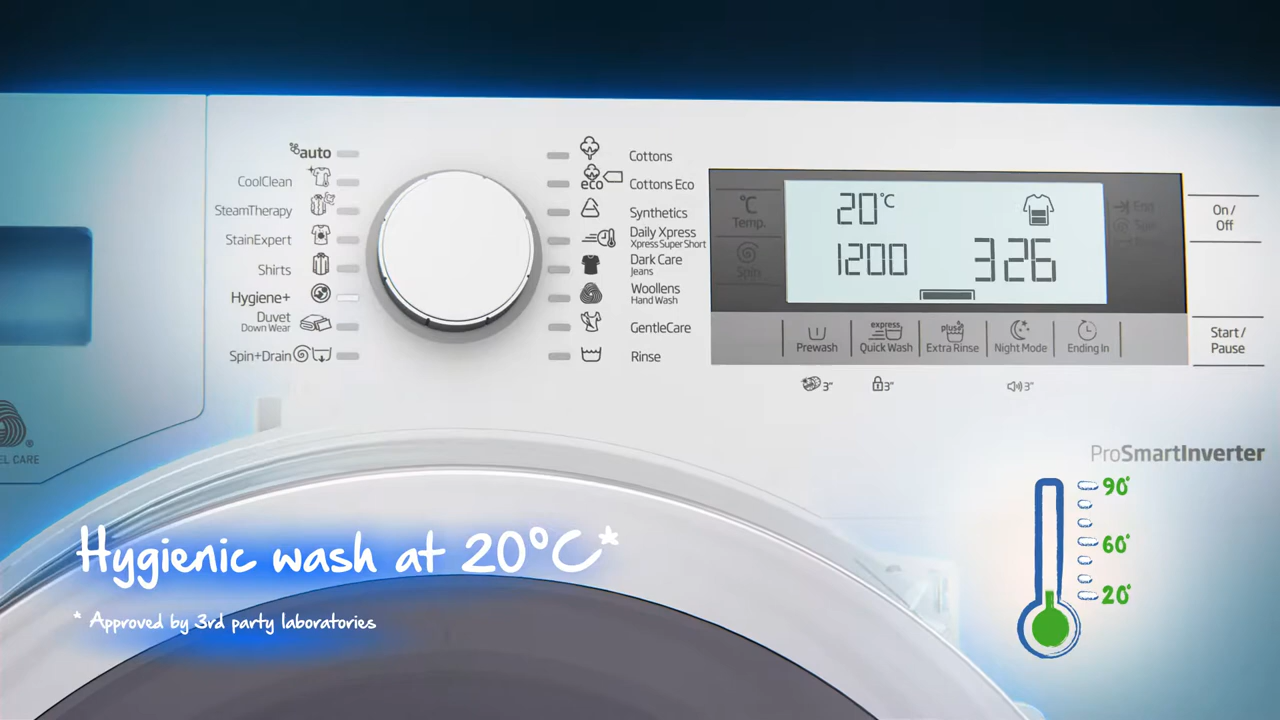 auto
CoolClean
SteamTherapy
StainExpert
Shirts
Hygiene+
Duvet
Down Wear
Spin+Drain
Cottons
eco
Cottons Eco
Synthetics
Daily Xpress
Xpress Super Short
Dark Care
Jeans
Woollens
Hand Wash
GentleCare
Rinse
°C
Temp.
Spin
20°C
1200
326
On/
Off
Start/
Pause
Prewash
express
Quick Wash
plus+
Extra Rinse
Night Mode
Ending In
3"
3"
3"
EL CARE
®
ProSmartInverter
90°
60°
20°
Hygienic wash at 20°C*
* Approved by 3rd party laboratories